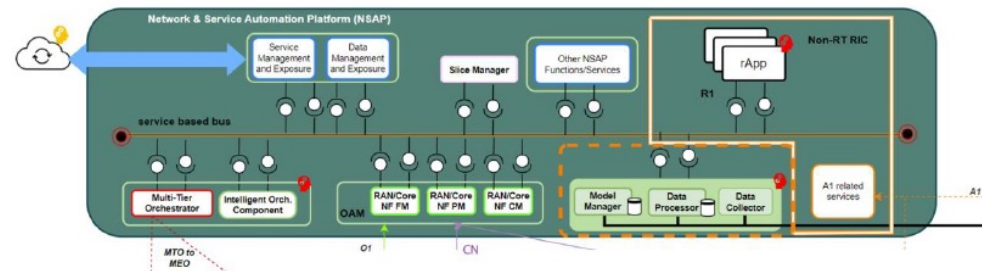 Network & Service Automation Platform (NSAP)
Service
Management
and Exposure
Data
Management
and Exposure
Slice Manager
Other NSAP
Functions/Services
rApp
Non-RT RIC
R1
service based bus
Multi-Tier
Orchestrator
Intelligent Orch.
Component
OAM
RAN/Core
NF FM
RAN/Core
NF PM
RAN/Core
NF CM
Model
Manager
Data
Processor
Data
Collector
A1 related
services
A1
MTO to
MEO
O1
CN